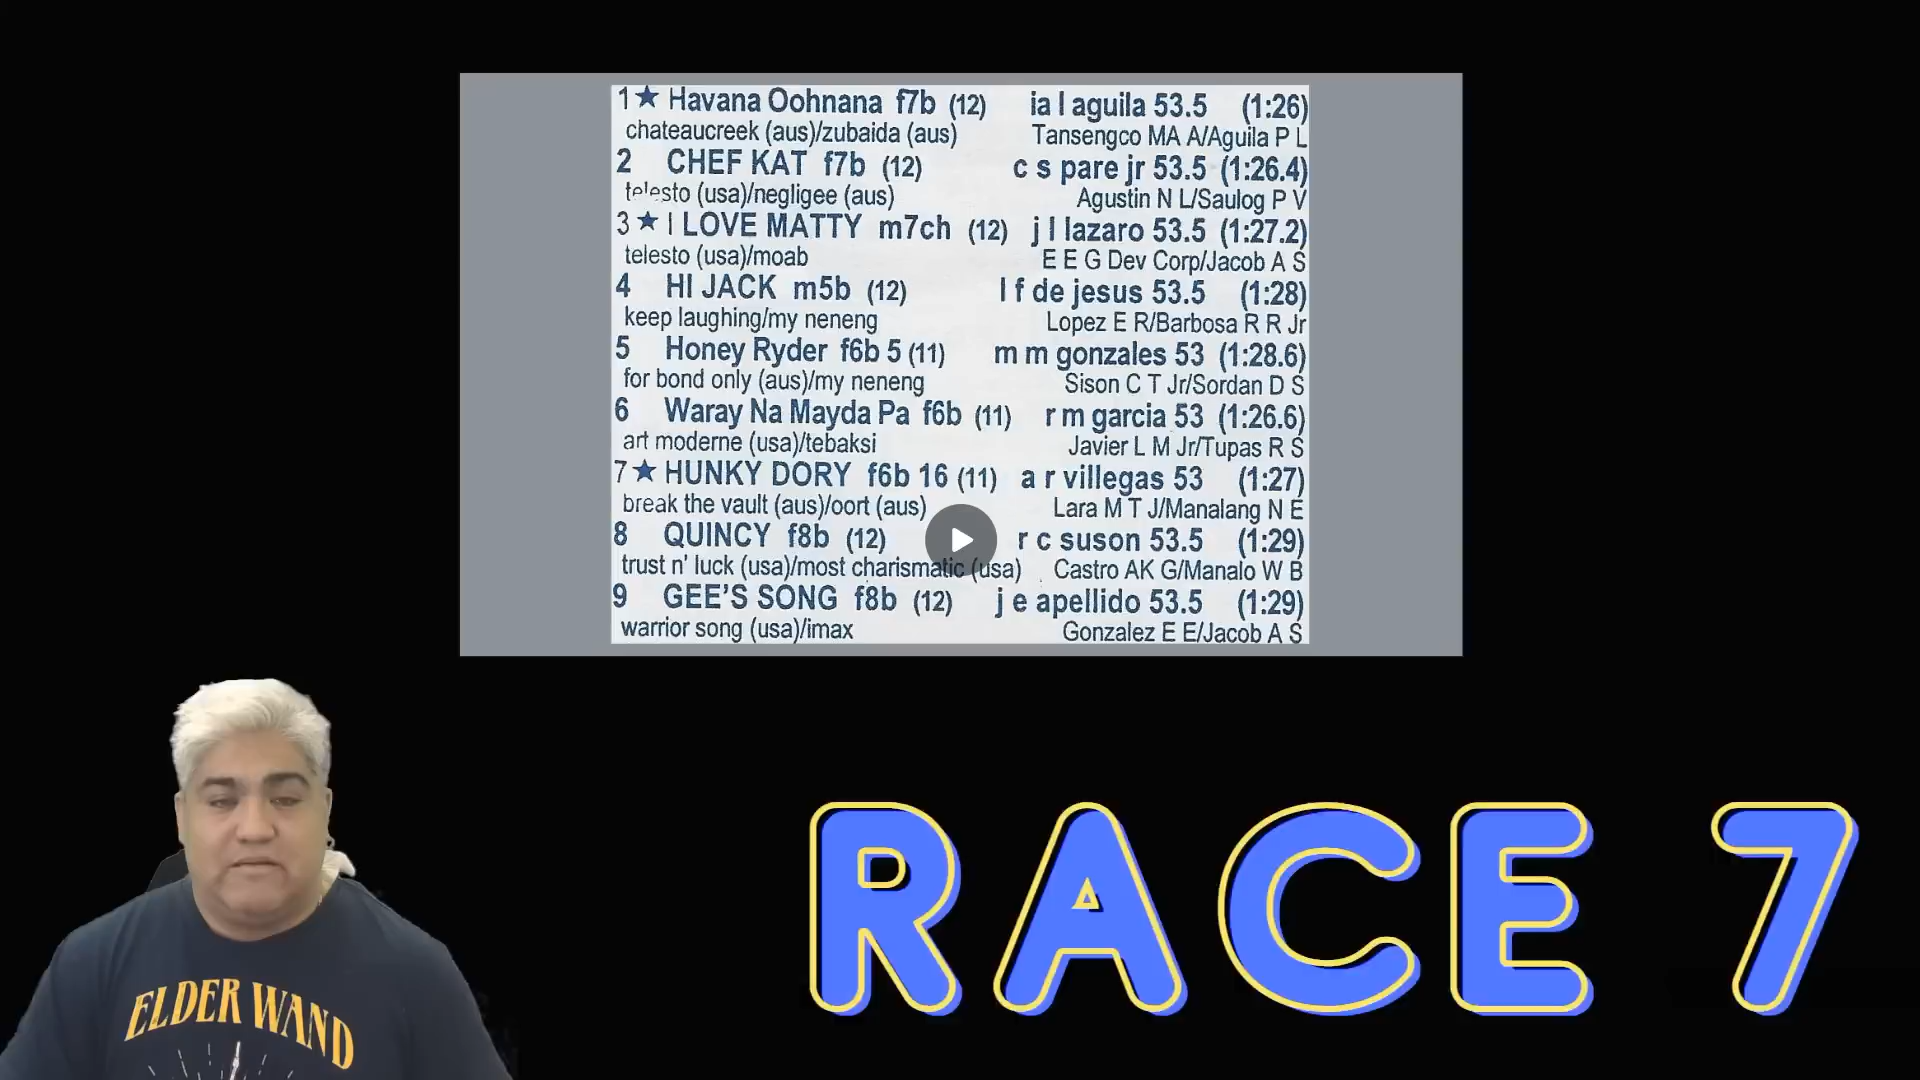 1★ Havana Oohnana f7b (12) ia l aguila 53.5 (1:26)
chateaucreek (aus)/zubaida (aus) Tansengco MA A/Aguila P L
2 CHEF KAT f7b (12) c s pare jr 53.5 (1:26.4)
telesto (usa)/negligee (aus) Agustin N L/Saulog P V
3★ I LOVE MATTY m7ch (12) j l lazaro 53.5 (1:27.2)
telesto (usa)/moab E E G Dev Corp/Jacob A S
4 HI JACK m5b (12) l f de jesus 53.5 (1:28)
keep laughing/my neneng Lopez E R/Barbosa R R Jr
5 Honey Ryder f6b 5 (11) m m gonzales 53 (1:28.6)
for bond only (aus)/my neneng Sison C T Jr/Sordan D S
6 Waray Na Mayda Pa f6b (11) r m garcia 53 (1:26.6)
art moderne (usa)/tebaksi Javier L M Jr/Tupas R S
7★ HUNKY DORY f6b 16 (11) a r villegas 53 (1:27)
break the vault (aus)/oort (aus) Lara M T J/Manalang N E
8 QUINCY f8b (12) r c suson 53.5 (1:29)
trust n' luck (usa)/most charismatic (usa) Castro AK G/Manalo W B
9 GEE'S SONG f8b (12) j e apellido 53.5 (1:29)
warrior song (usa)/imax Gonzalez E E/Jacob A S
RACE 7
ELDER WAND